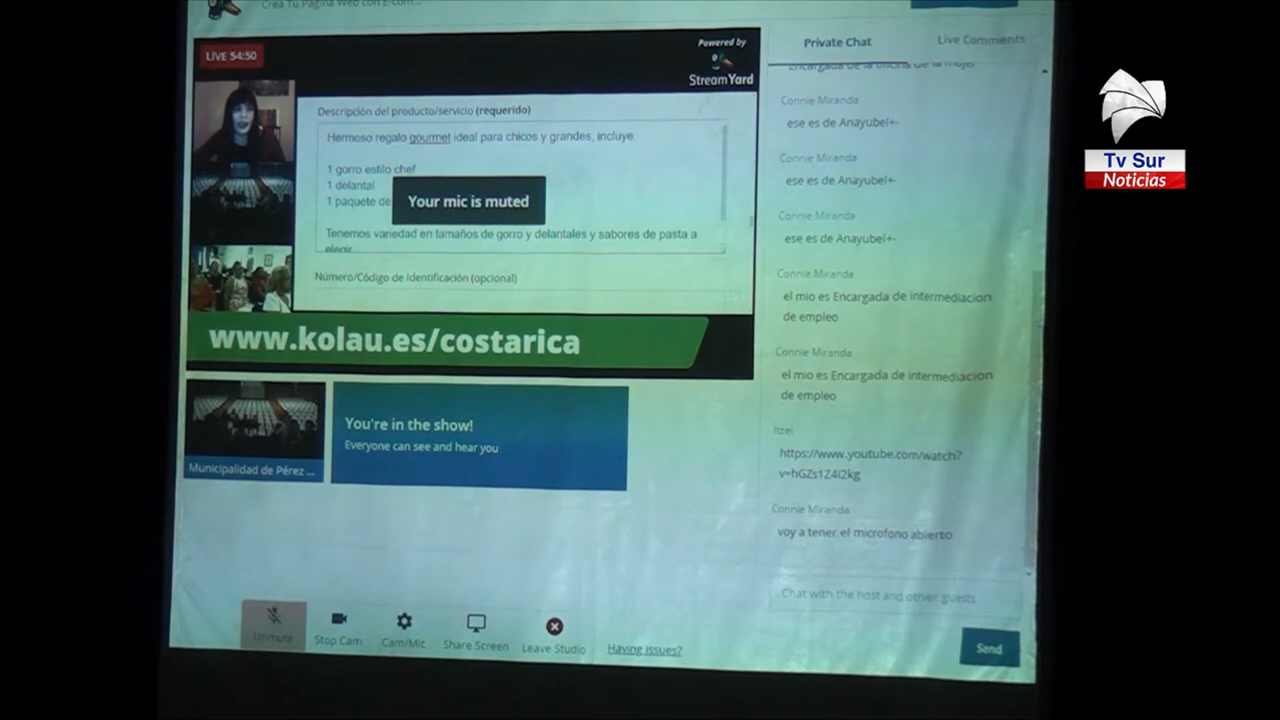 Crea Tu Página Web con E-com...
LIVE 54:50
Powered by
StreamYard
Descripción del producto/servicio (requerido)
Hermoso regalo gourmet ideal para chicos y grandes, incluye
1 gorro estilo chef
1 delantal
1 paquete de
Your mic is muted
Tenemos variedad en tamaños de gorro y delantales y sabores de pasta a
elegir
Número/Código de Identificación (opcional)
www.kolau.es/costarica
Municipalidad de Pérez ...
You're in the show!
Everyone can see and hear you
Unmute
Stop Cam
Cam/Mic
Share Screen
Leave Studio
Having issues?
Private Chat
Live Comments
Encargada de la oficina de la mujer
Connie Miranda
ese es de Anayubel+-
Connie Miranda
ese es de Anayubel+-
Connie Miranda
ese es de Anayubel+-
Connie Miranda
el mio es Encargada de intermediacion
de empleo
Connie Miranda
el mio es Encargada de intermediacion
de empleo
Itzel
https://www.youtube.com/watch?
v=hGZs1Z4I2kg
Connie Miranda
voy a tener el microfono abierto
Chat with the host and other guests
Send
Tv Sur
Noticias